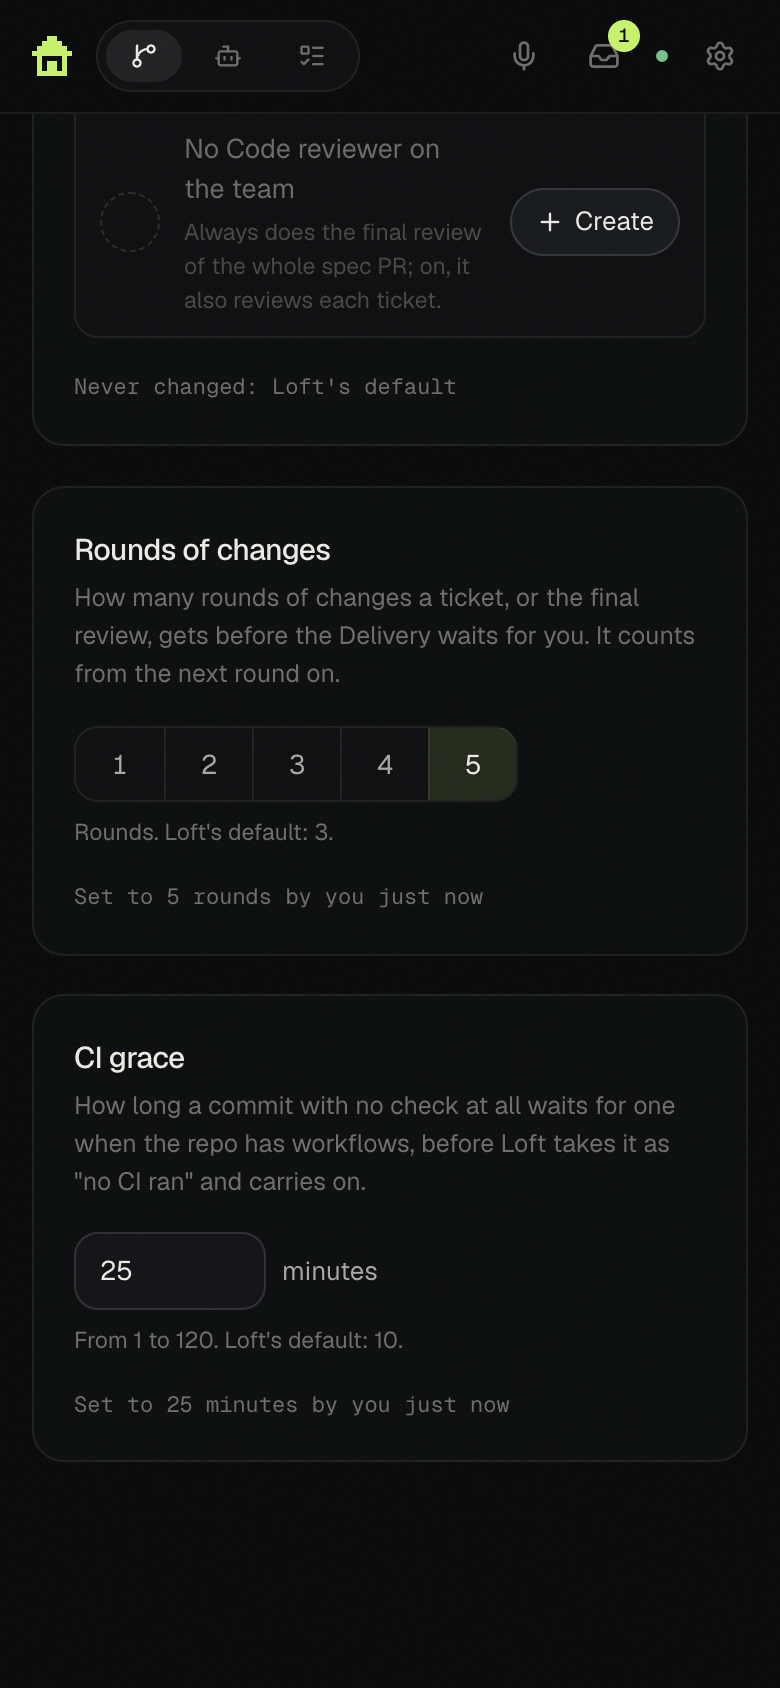 1
No Code reviewer on
the team
Always does the final review
of the whole spec PR; on, it
also reviews each ticket.
Create
Never changed: Loft's default
Rounds of changes
How many rounds of changes a ticket, or the final
review, gets before the Delivery waits for you. It counts
from the next round on.
1 2 3 4 5
Rounds. Loft's default: 3.
Set to 5 rounds by you just now
CI grace
How long a commit with no check at all waits for one
when the repo has workflows, before Loft takes it as
"no CI ran" and carries on.
25 minutes
From 1 to 120. Loft's default: 10.
Set to 25 minutes by you just now